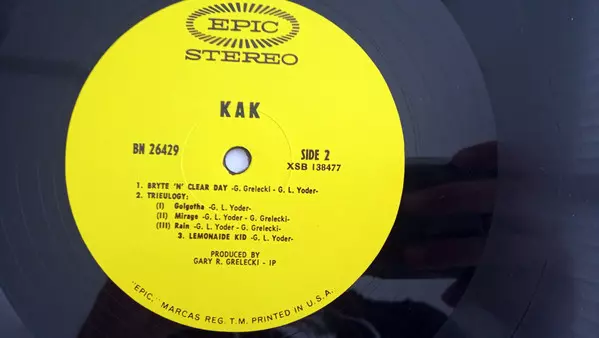 EPIC
STEREO
KAK
BN 26429
SIDE 2
XSB 138477
1. BRYTE 'N' CLEAR DAY -G. Grelecki - G. L. Yoder-
2. TRIEULOGY:
(I) Golgotha -G. L. Yoder-
(II) Mirage -G. L. Yoder - G. Grelecki-
(III) Rain -G. L. Yoder - G. Grelecki-
3. LEMONAIDE KID -G. L. Yoder-
PRODUCED BY
GARY R. GRELECKI - IP
"EPIC," MARCAS REG. T.M. PRINTED IN U.S.A.